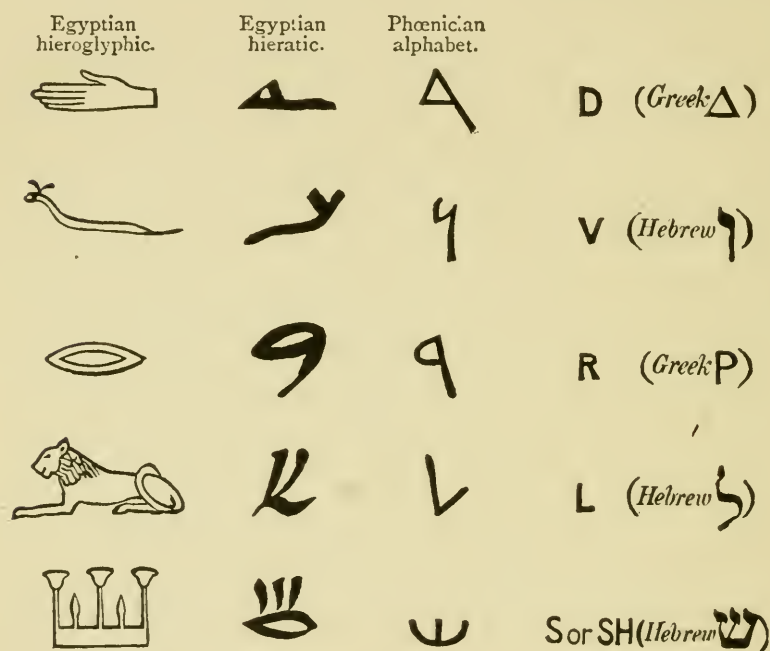 Egyptian hieroglyphic. Egyptian hieratic. Phœnician alphabet.
D (Greek Δ)
V (Hebrew ו)
R (Greek P)
L (Hebrew ל)
S or SH (Hebrew ש)